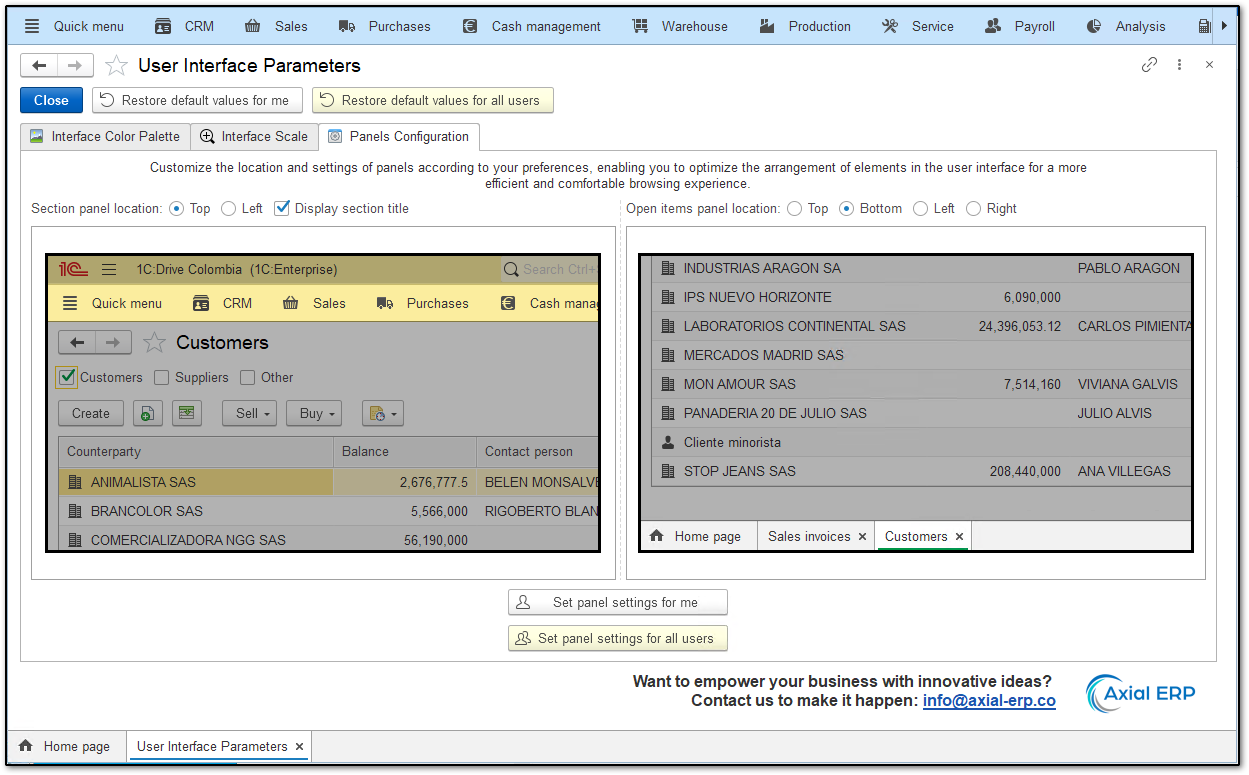 Quick menu CRM Sales Purchases Cash management Warehouse Production Service Payroll Analysis
User Interface Parameters
Close Restore default values for me Restore default values for all users
Interface Color Palette Interface Scale Panels Configuration
Customize the location and settings of panels according to your preferences, enabling you to optimize the arrangement of elements in the user interface for a more
efficient and comfortable browsing experience.
Section panel location: Top Left Display section title
Open items panel location: Top Bottom Left Right
1C:Drive Colombia (1C:Enterprise) Search Ctrl+
Quick menu CRM Sales Purchases Cash mana
Customers
Customers Suppliers Other
Create Sell Buy
Counterparty Balance Contact person
ANIMALISTA SAS 2,676,777.5 BELEN MONSALVE
BRANCOLOR SAS 5,566,000 RIGOBERTO BLAN
COMERCIALIZADORA NGG SAS 56,190,000
INDUSTRIAS ARAGON SA PABLO ARAGON
IPS NUEVO HORIZONTE 6,090,000
LABORATORIOS CONTINENTAL SAS 24,396,053.12 CARLOS PIMIENTA
MERCADOS MADRID SAS
MON AMOUR SAS 7,514,160 VIVIANA GALVIS
PANADERIA 20 DE JULIO SAS JULIO ALVIS
Cliente minorista
STOP JEANS SAS 208,440,000 ANA VILLEGAS
Home page Sales invoices Customers
Set panel settings for me
Set panel settings for all users
Want to empower your business with innovative ideas?
Contact us to make it happen: info@axial-erp.co
Axial ERP
Home page User Interface Parameters